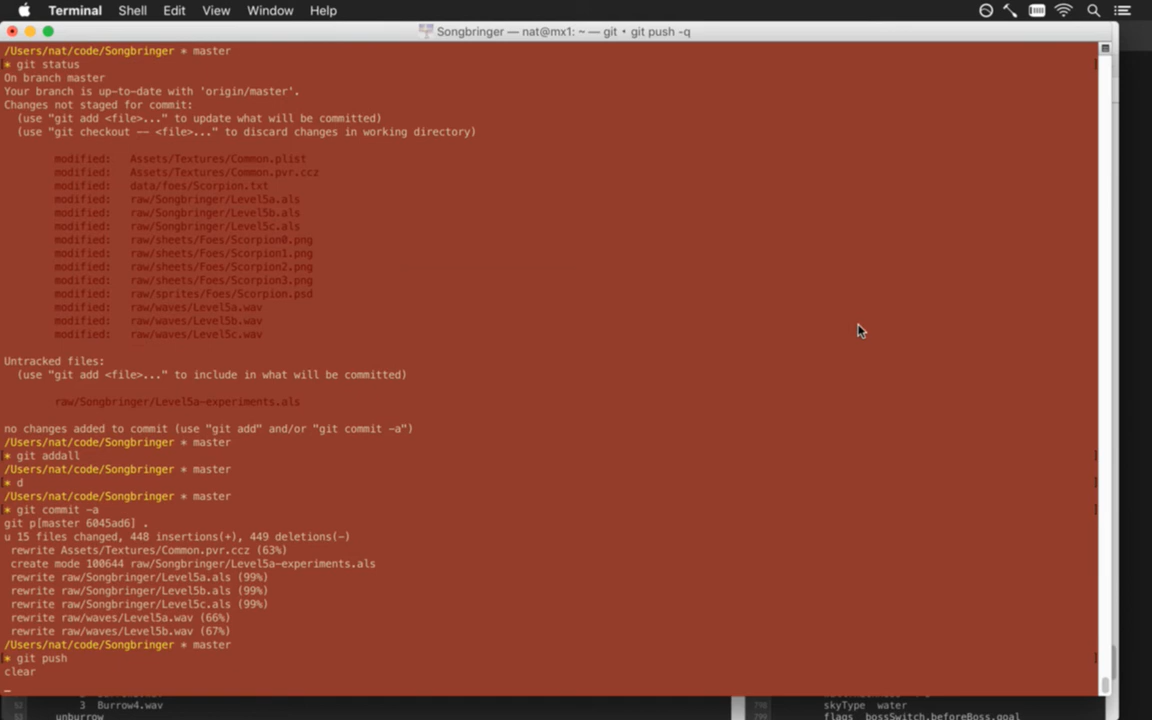 Terminal Shell Edit View Window Help
Songbringer — nat@mx1: ~ — git • git push -q
/Users/nat/code/Songbringer * master
* git status
On branch master
Your branch is up-to-date with 'origin/master'.
Changes not staged for commit:
(use "git add <file>..." to update what will be committed)
(use "git checkout -- <file>..." to discard changes in working directory)
modified: Assets/Textures/Common.plist
modified: Assets/Textures/Common.pvr.ccz
modified: data/foes/Scorpion.txt
modified: raw/Songbringer/Level5a.als
modified: raw/Songbringer/Level5b.als
modified: raw/Songbringer/Level5c.als
modified: raw/sheets/Foes/Scorpion0.png
modified: raw/sheets/Foes/Scorpion1.png
modified: raw/sheets/Foes/Scorpion2.png
modified: raw/sheets/Foes/Scorpion3.png
modified: raw/sprites/Foes/Scorpion.psd
modified: raw/waves/Level5a.wav
modified: raw/waves/Level5b.wav
modified: raw/waves/Level5c.wav
Untracked files:
(use "git add <file>..." to include in what will be committed)
raw/Songbringer/Level5a-experiments.als
no changes added to commit (use "git add" and/or "git commit -a")
/Users/nat/code/Songbringer * master
* git addall
/Users/nat/code/Songbringer * master
* d
/Users/nat/code/Songbringer * master
* git commit -a
git p[master 6045ad6] .
u 15 files changed, 448 insertions(+), 449 deletions(-)
rewrite Assets/Textures/Common.pvr.ccz (63%)
create mode 100644 raw/Songbringer/Level5a-experiments.als
rewrite raw/Songbringer/Level5a.als (99%)
rewrite raw/Songbringer/Level5b.als (99%)
rewrite raw/Songbringer/Level5c.als (99%)
rewrite raw/waves/Level5a.wav (66%)
rewrite raw/waves/Level5b.wav (67%)
/Users/nat/code/Songbringer * master
* git push
clear
52 3 Burrow4.wav
53 unburrow
798 skyType water
799 flags bossSwitch.beforeBoss.goal